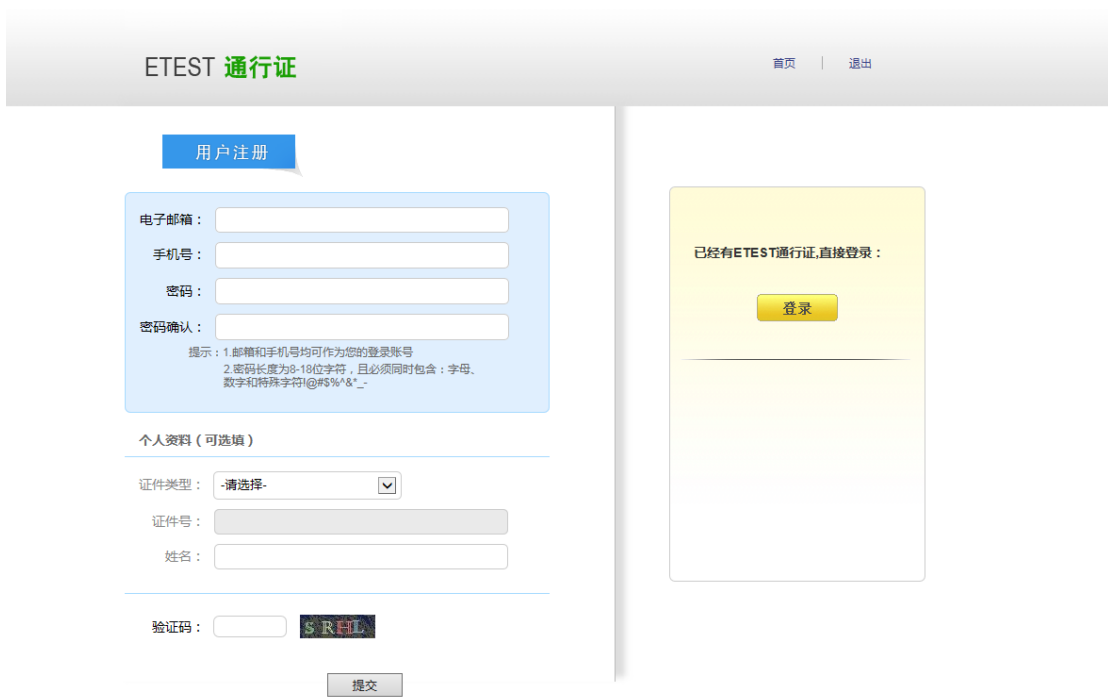 ETEST 通行证
首页
退出
用户注册
电子邮箱：
手机号：
密码：
密码确认：
提示：1.邮箱和手机号均可作为您的登录账号
2.密码长度为8-18位字符，且必须同时包含：字母、
数字和特殊字符!@#$%^&*_-
已经有ETEST通行证,直接登录：
登录
个人资料（可选填）
证件类型： -请选择-
证件号：
姓名：
验证码： SRHL
提交